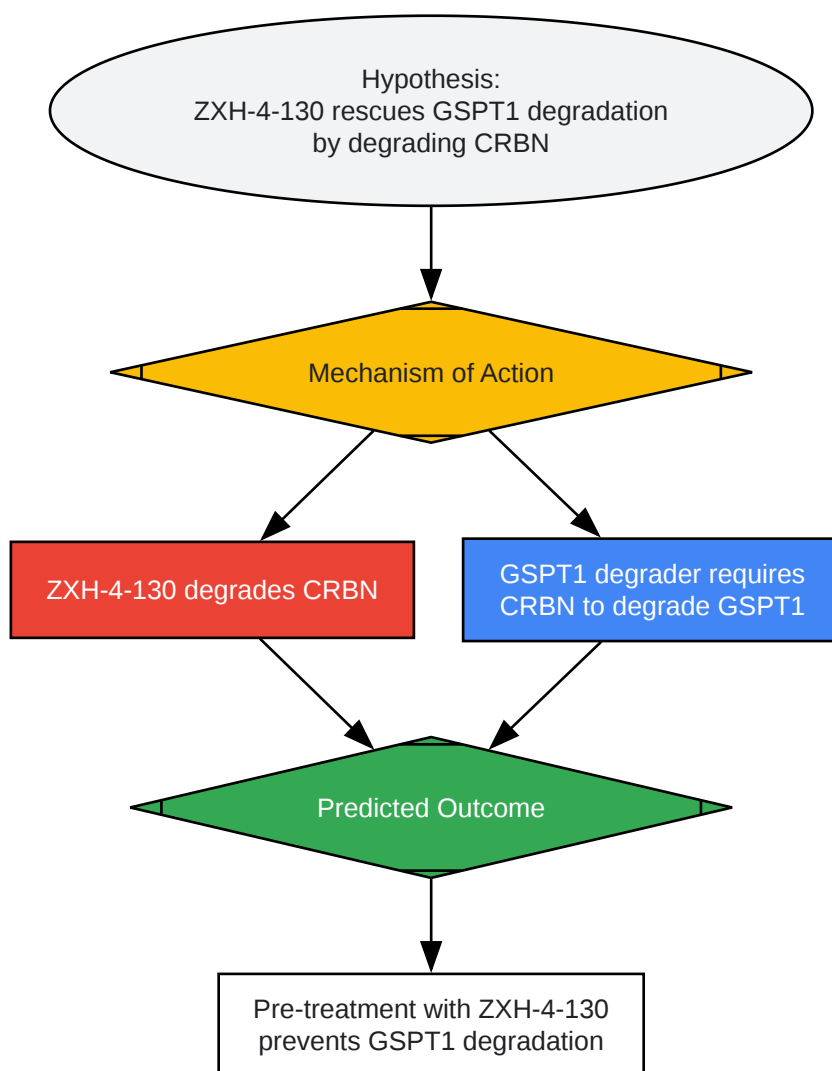 Hypothesis:
ZXH-4-130 rescues GSPT1 degradation
by degrading CRBN
Mechanism of Action
ZXH-4-130 degrades CRBN
GSPT1 degrader requires
CRBN to degrade GSPT1
Predicted Outcome
Pre-treatment with ZXH-4-130
prevents GSPT1 degradation